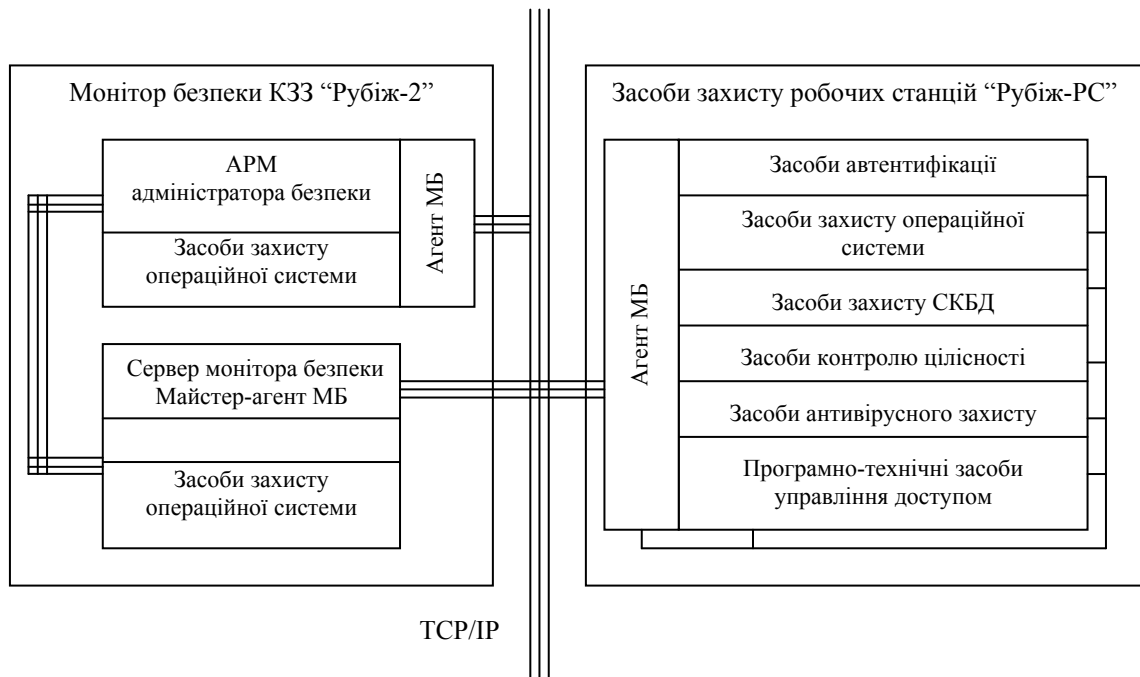 Монітор безпеки КЗЗ “Рубіж-2”
АРМ
адміністратора безпеки
Засоби захисту
операційної системи
Агент МБ
Сервер монітора безпеки
Майстер-агент МБ
Засоби захисту
операційної системи
TCP/IP
Засоби захисту робочих станцій “Рубіж-РС”
Агент МБ
Засоби автентифікації
Засоби захисту операційної
системи
Засоби захисту СКБД
Засоби контролю цілісності
Засоби антивірусного захисту
Програмно-технічні засоби
управління доступом